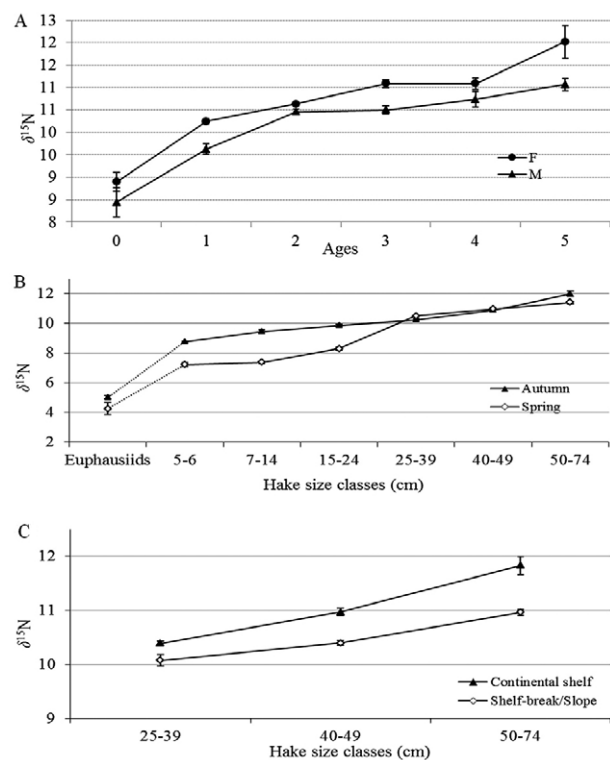 A
13
12
12
11
11
10
10
9
9
8
δ¹⁵N
F
M
0 1 2 3 4 5
Ages
B
12
10
8
6
4
2
δ¹⁵N
Autumn
Spring
Euphausiids 5-6 7-14 15-24 25-39 40-49 50-74
Hake size classes (cm)
C
12
11
10
9
δ¹⁵N
Continental shelf
Shelf-break/Slope
25-39 40-49 50-74
Hake size classes (cm)